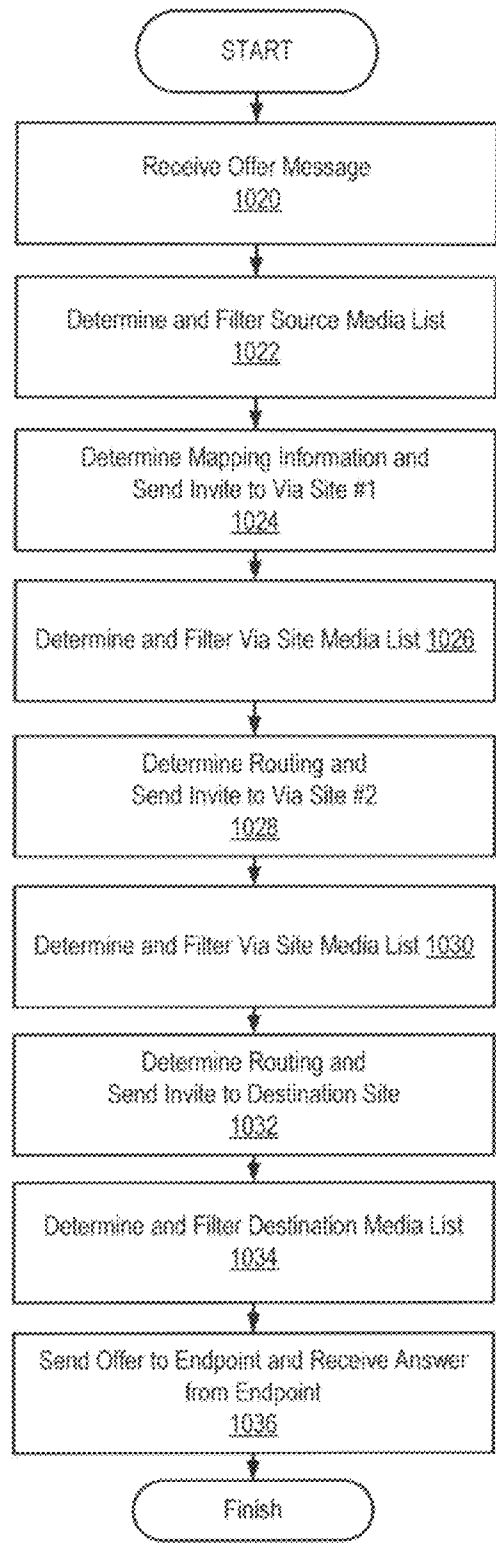 START
Receive Offer Message
1020
Determine and Filter Source Media List
1022
Determine Mapping Information and
Send Invite to Via Site #1
1024
Determine and Filter Via Site Media List 1026
Determine Routing and
Send Invite to Via Site #2
1028
Determine and Filter Via Site Media List 1030
Determine Routing and
Send Invite to Destination Site
1032
Determine and Filter Destination Media List
1034
Send Offer to Endpoint and Receive Answer
from Endpoint
1036
Finish